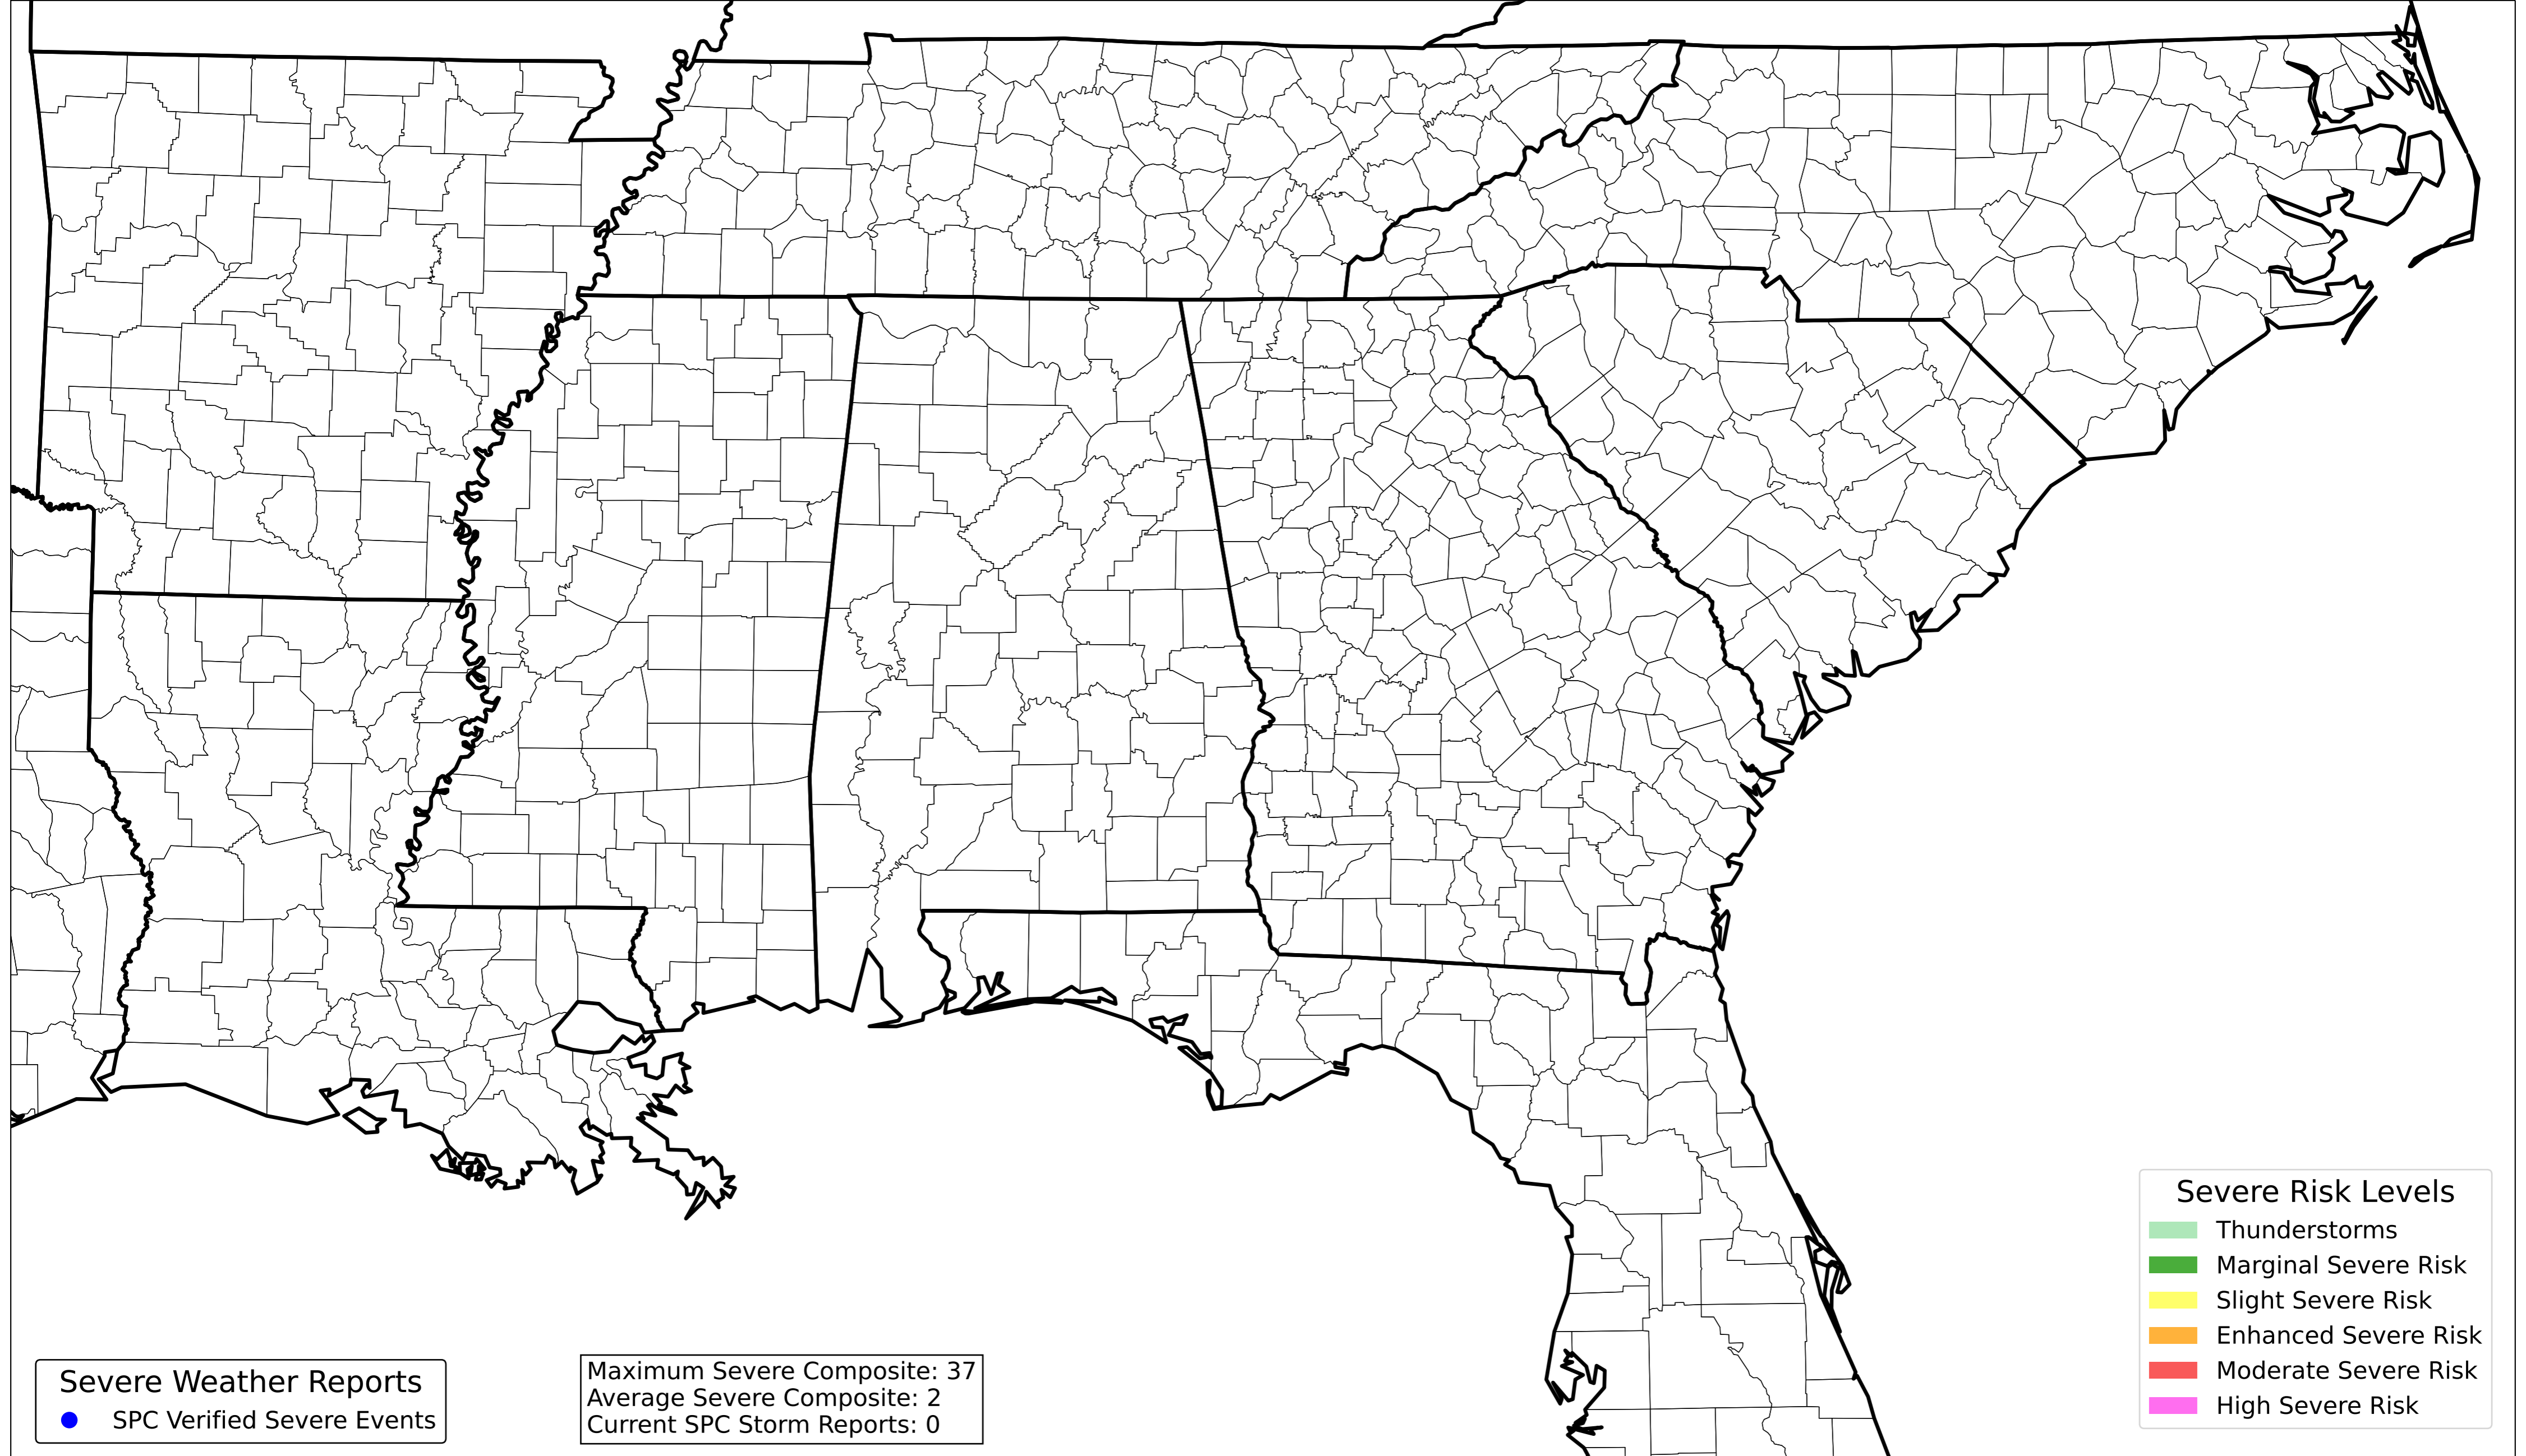 Severe Weather Reports
SPC Verified Severe Events
Maximum Severe Composite: 37
Average Severe Composite: 2
Current SPC Storm Reports: 0
Severe Risk Levels
Thunderstorms
Marginal Severe Risk
Slight Severe Risk
Enhanced Severe Risk
Moderate Severe Risk
High Severe Risk